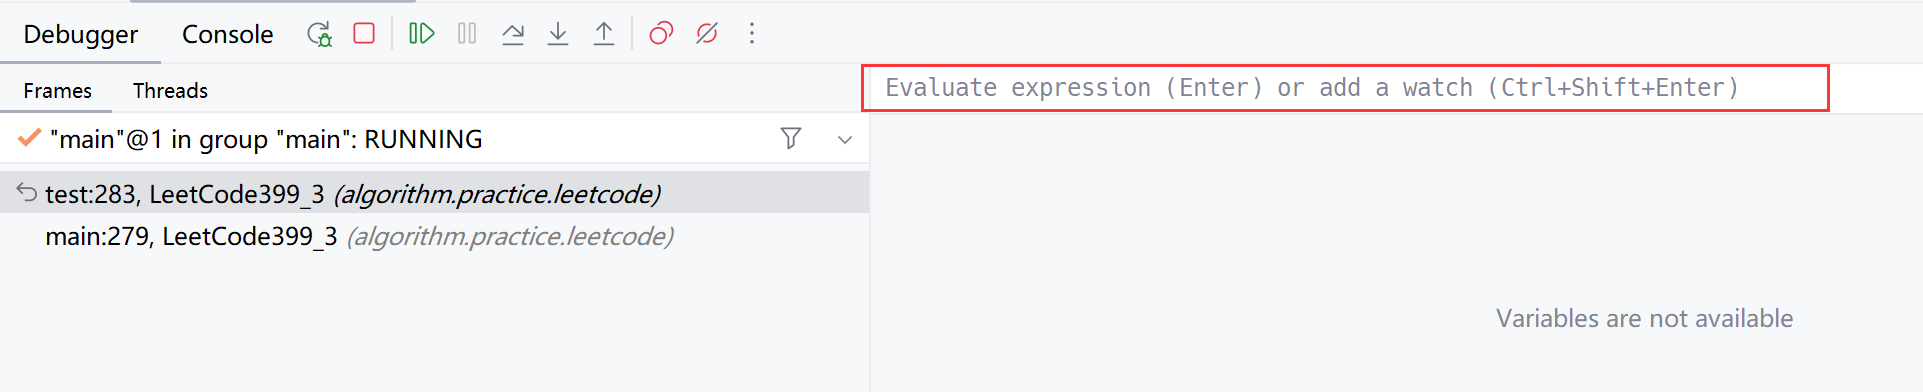 Debugger Console
Frames Threads
Evaluate expression (Enter) or add a watch (Ctrl+Shift+Enter)
"main"@1 in group "main": RUNNING
test:283, LeetCode399_3 (algorithm.practice.leetcode)
main:279, LeetCode399_3 (algorithm.practice.leetcode)
Variables are not available